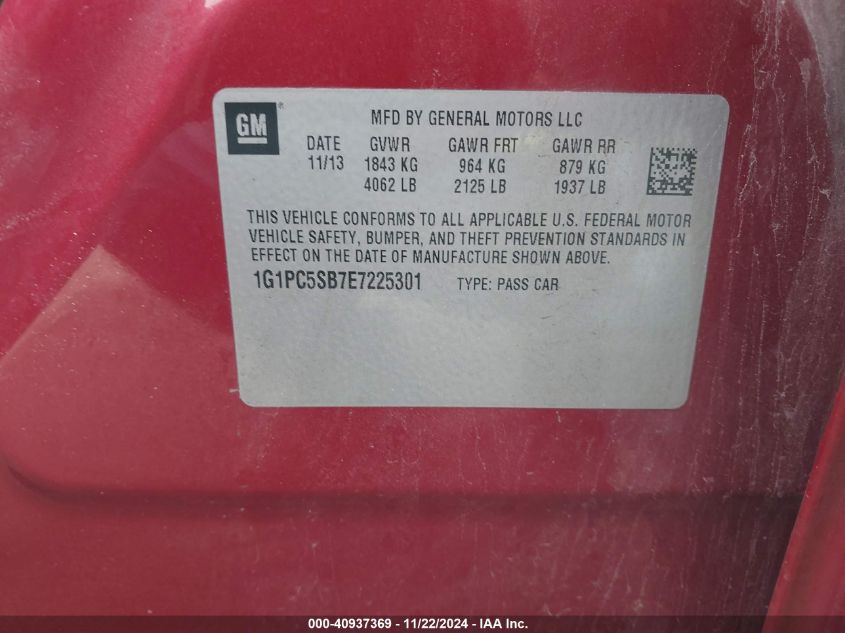 GM®
MFD BY GENERAL MOTORS LLC
DATE GVWR GAWR FRT GAWR RR
11/13 1843 KG 964 KG 879 KG
4062 LB 2125 LB 1937 LB
THIS VEHICLE CONFORMS TO ALL APPLICABLE U.S. FEDERAL MOTOR
VEHICLE SAFETY, BUMPER, AND THEFT PREVENTION STANDARDS IN
EFFECT ON THE DATE OF MANUFACTURE SHOWN ABOVE.
1G1PC5SB7E7225301 TYPE: PASS CAR
000-40937369 - 11/22/2024 - IAA Inc.